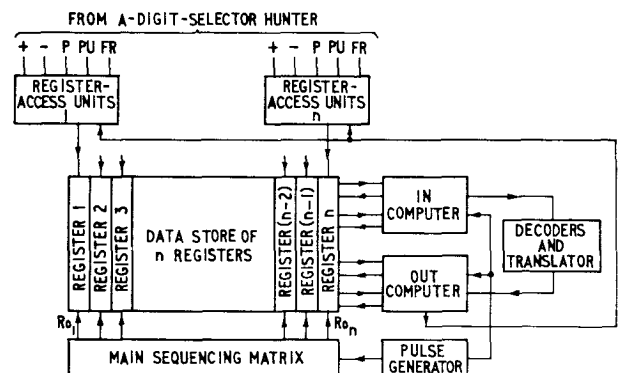 FROM A-DIGIT-SELECTOR HUNTER
+ - P PU FR
+ - P PU FR
REGISTER-
ACCESS UNITS
1
REGISTER-
ACCESS UNITS
n
REGISTER 1
REGISTER 2
REGISTER 3
DATA STORE OF
n REGISTERS
REGISTER (n-2)
REGISTER (n-1)
REGISTER n
IN
COMPUTER
DECODERS
AND
TRANSLATOR
OUT
COMPUTER
Ro1
Ron
MAIN SEQUENCING MATRIX
PULSE
GENERATOR